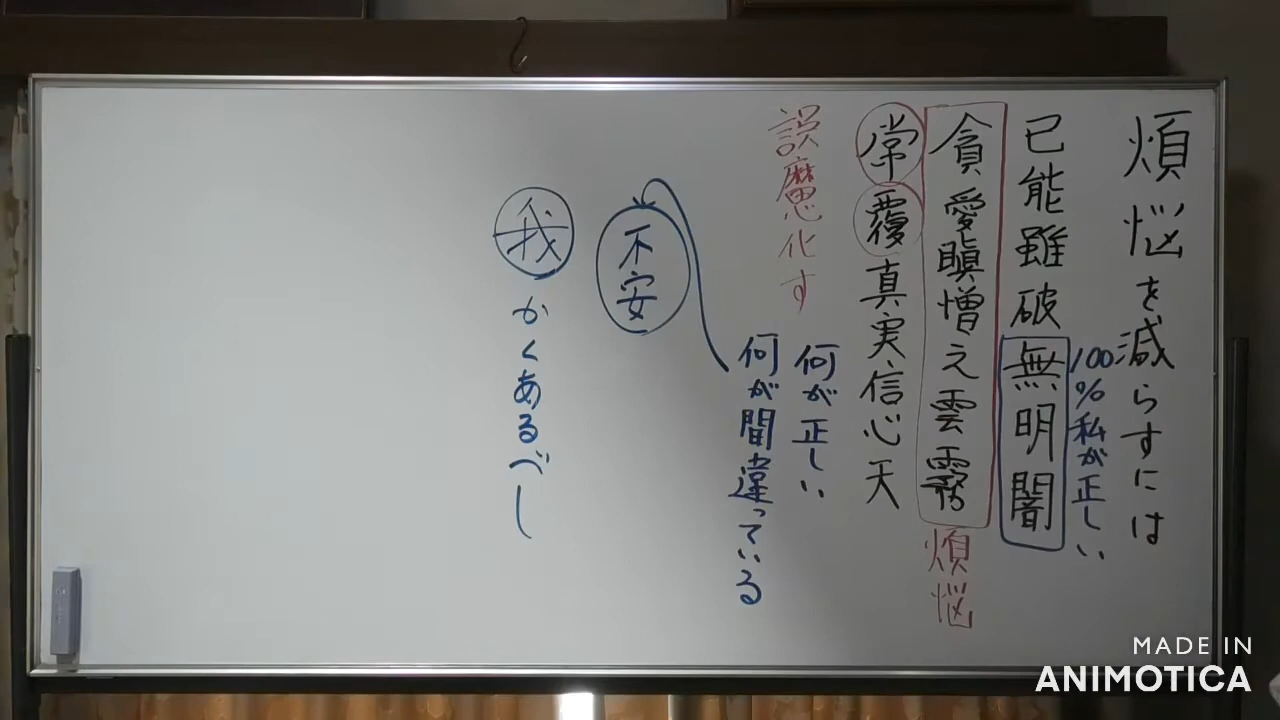 煩悩を減らすには
100%私が正しい
已能雖破無明闇
貪愛瞋憎之雲霧
煩悩
常覆真実信心天
誤魔化す
何が正しい
何が間違っている
不安
我
かくあるべし
MADE IN
ANIMOTICA